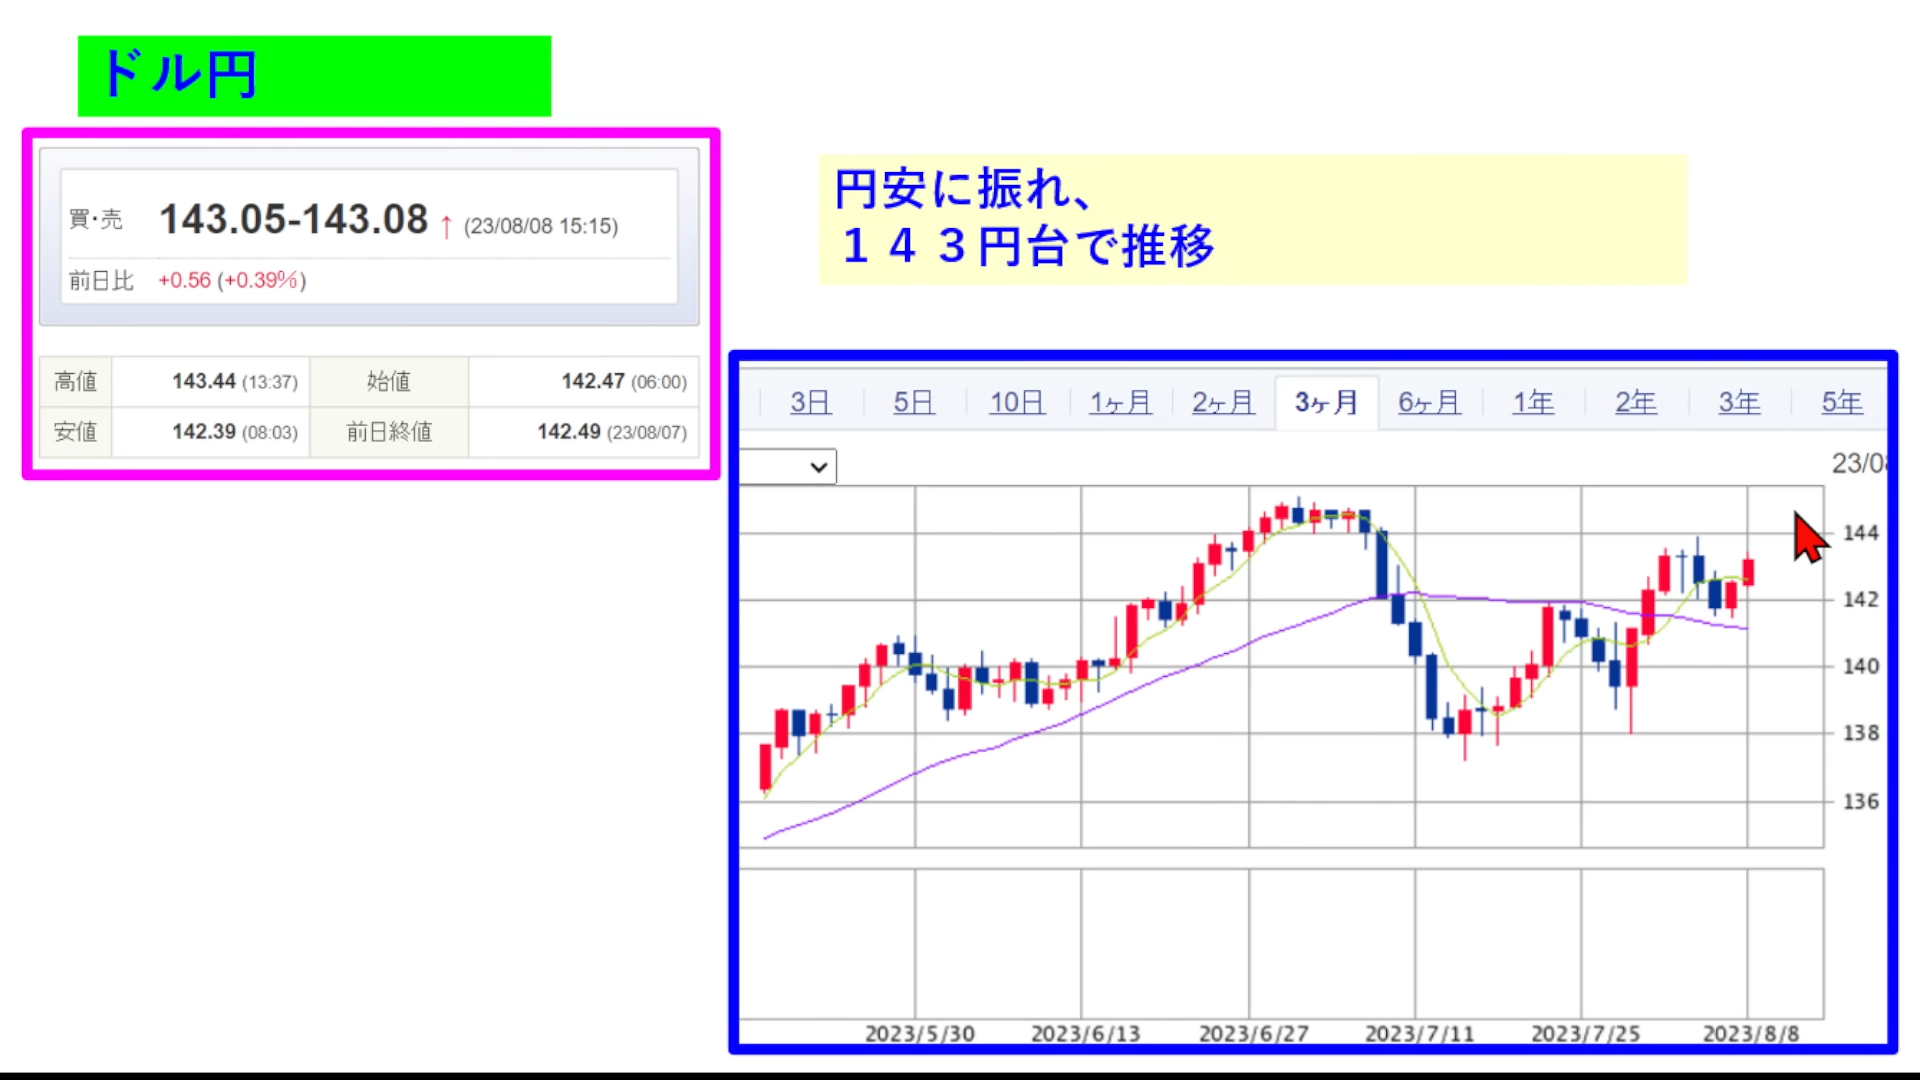 ドル円
買・売 143.05-143.08 ↑ (23/08/08 15:15)
前日比 +0.56 (+0.39%)
高値 143.44 (13:37) 始値 142.47 (06:00)
安値 142.39 (08:03) 前日終値 142.49 (23/08/07)
円安に振れ、
１４３円台で推移
3日 5日 10日 1ヶ月 2ヶ月 3ヶ月 6ヶ月 1年 2年 3年 5年
23/08
144
142
140
138
136
2023/5/30 2023/6/13 2023/6/27 2023/7/11 2023/7/25 2023/8/8